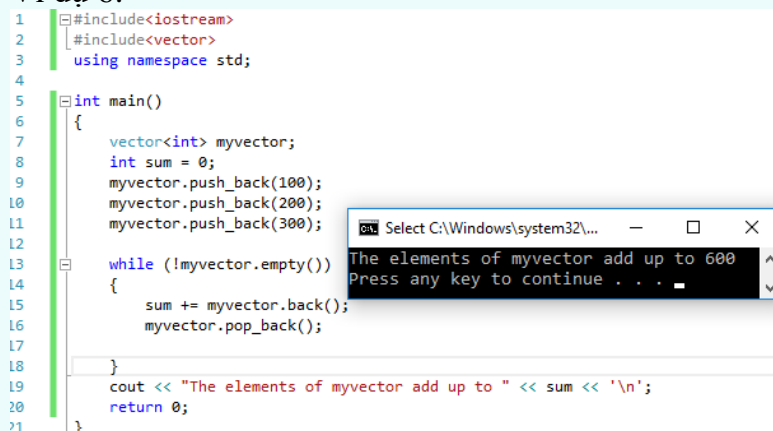 1 #include<iostream>
2 #include<vector>
3 using namespace std;
4
5 int main()
6 {
7 vector<int> myvector;
8 int sum = 0;
9 myvector.push_back(100);
10 myvector.push_back(200);
11 myvector.push_back(300);
12
13 while (!myvector.empty())
14 {
15 sum += myvector.back();
16 myvector.pop_back();
17
18 }
19 cout << "The elements of myvector add up to " << sum << '\n';
20 return 0;
21 }
Select C:\Windows\system32\...
The elements of myvector add up to 600
Press any key to continue . . .